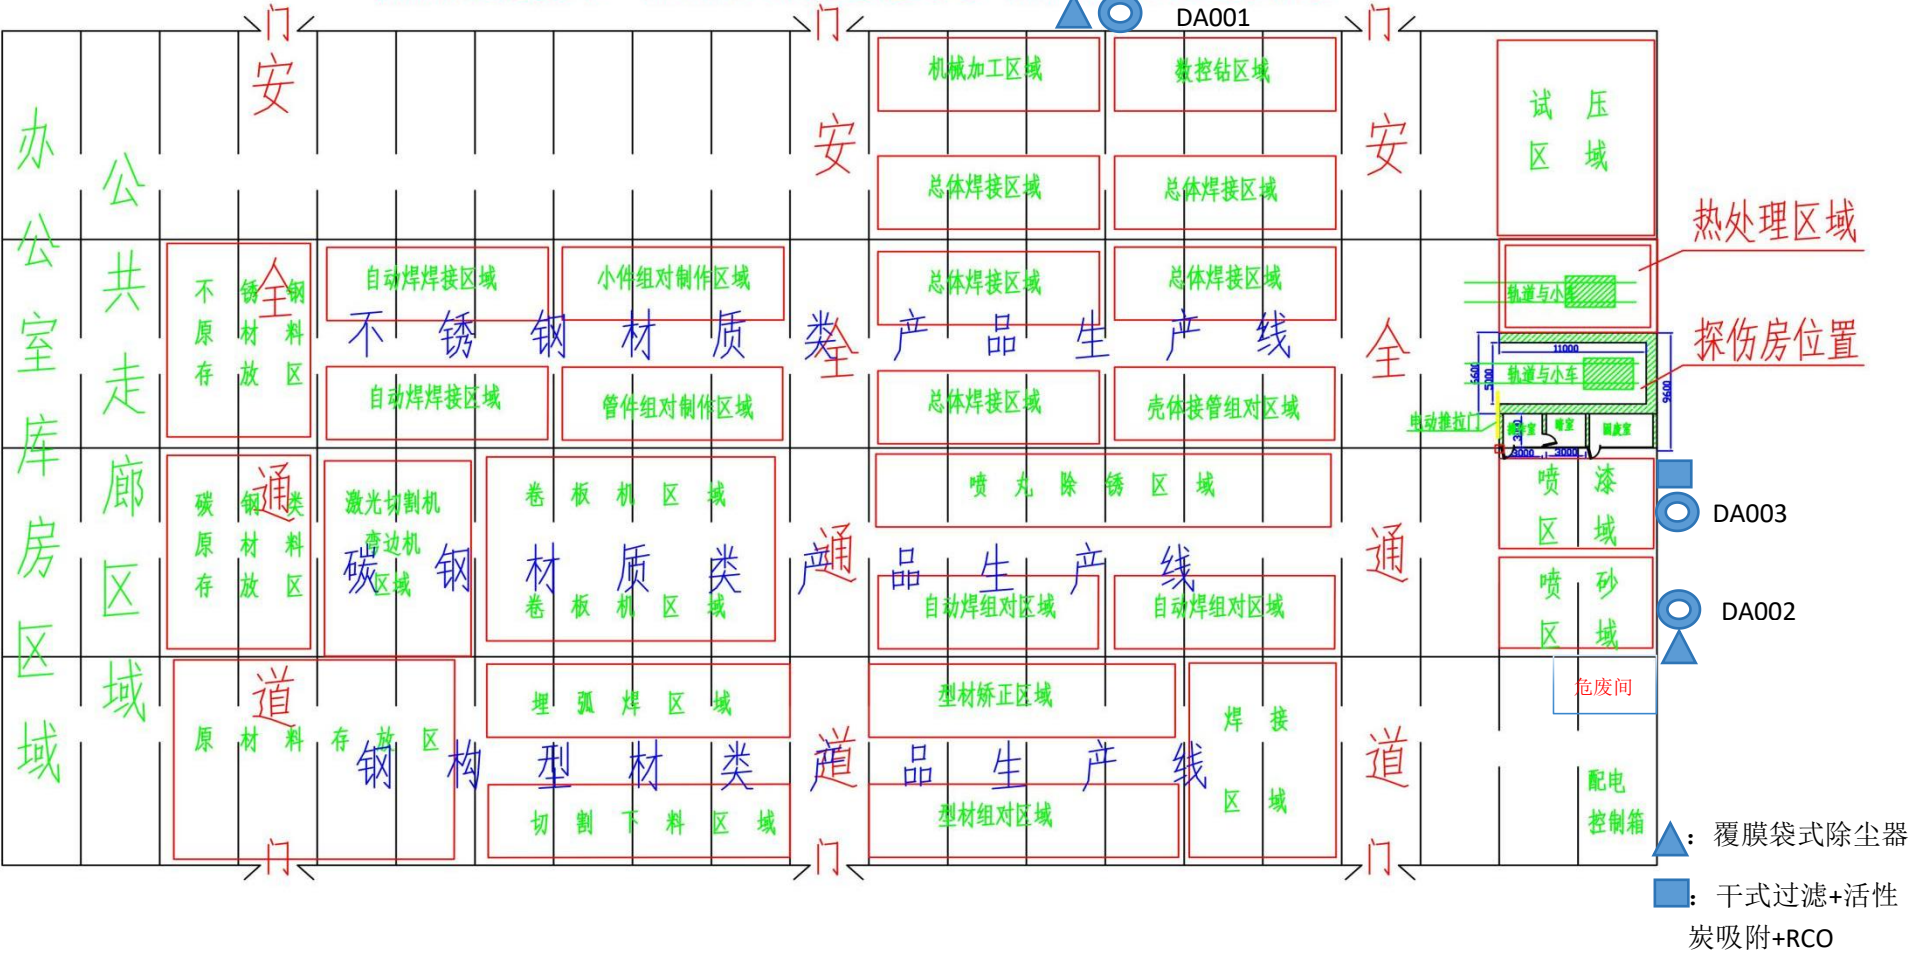 DA001
门
门
门
办公室库房区域
公共走廊区域
安全通道
安全通道
安全通道
机械加工区域
数控钻区域
总体焊接区域
总体焊接区域
试压
区域
热处理区域
不锈钢
原材料
存放区
自动焊焊接区域
小件组对制作区域
总体焊接区域
总体焊接区域
轨道与小车
不锈钢材质类产品生产线
探伤房位置
11000
6600
5000
9600
轨道与小车
自动焊焊接区域
管件组对制作区域
总体焊接区域
壳体接管组对区域
电动推拉门
暗室
3000
3000
碳钢类
原材料
存放区
激光切割机
弯边机
区域
卷板机区域
喷丸除锈区域
喷漆
区域
DA003
碳钢材质类产品生产线
卷板机区域
自动焊组对区域
自动焊组对区域
喷砂
区域
DA002
原材料存放区
埋弧焊区域
型材矫正区域
焊接
区域
危废间
钢构型材类产品生产线
切割下料区域
型材组对区域
配电
控制箱
门
门
门
：覆膜袋式除尘器
：干式过滤+活性
炭吸附+RCO